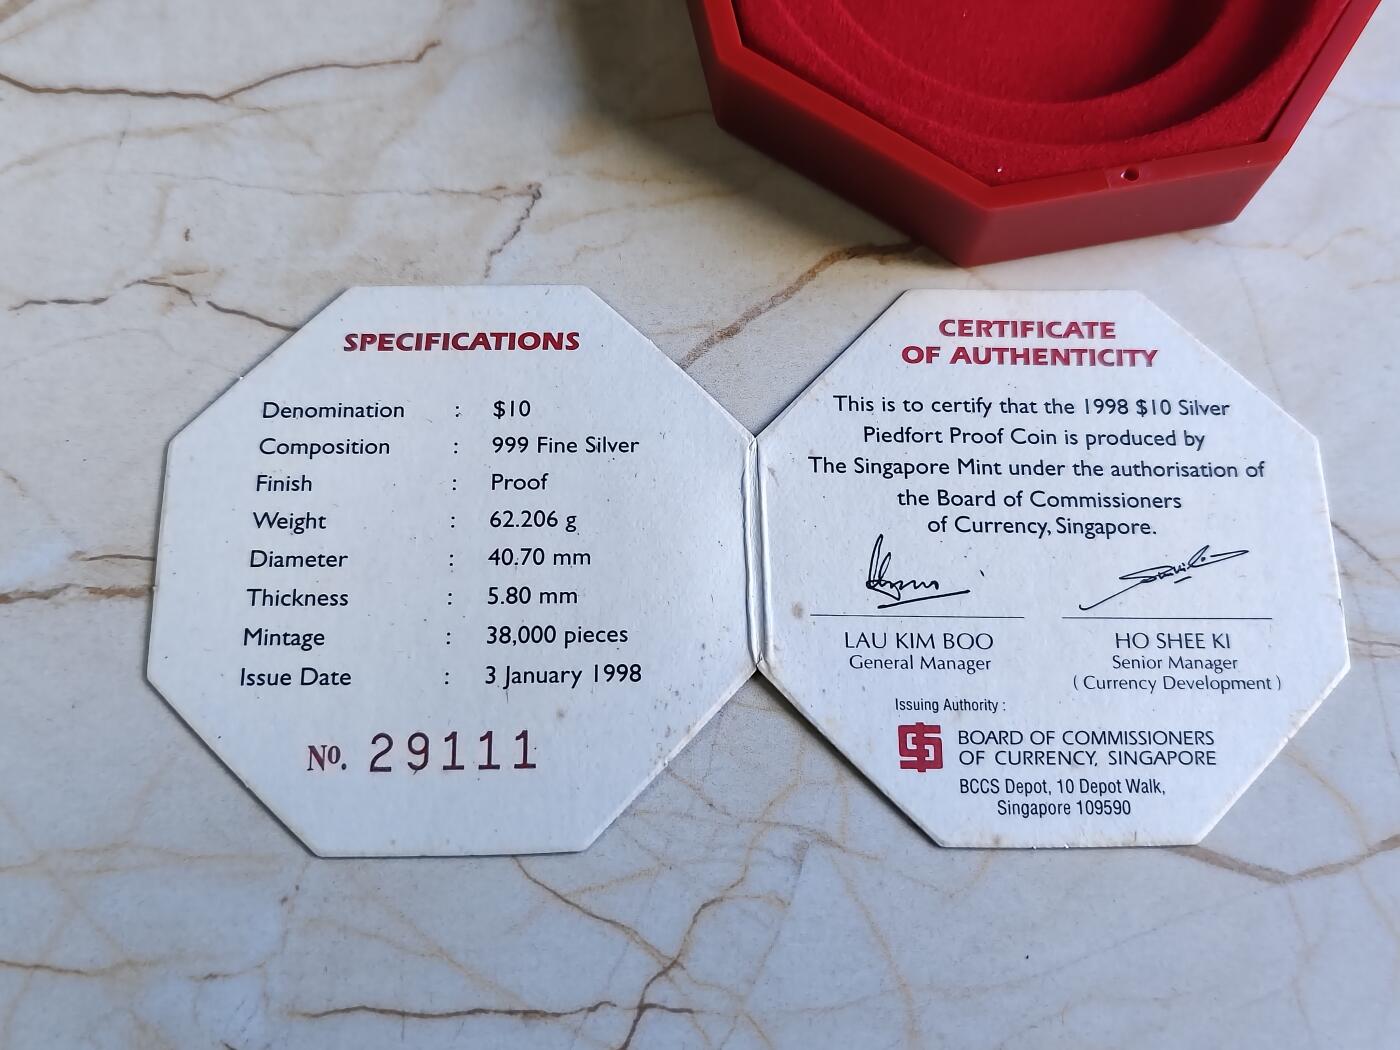 SPECIFICATIONS
Denomination : $10
Composition : 999 Fine Silver
Finish : Proof
Weight : 62.206 g
Diameter : 40.70 mm
Thickness : 5.80 mm
Mintage : 38,000 pieces
Issue Date : 3 January 1998
No. 29111
CERTIFICATE
OF AUTHENTICITY
This is to certify that the 1998 $10 Silver
Piedfort Proof Coin is produced by
The Singapore Mint under the authorisation of
the Board of Commissioners
of Currency, Singapore.
LAU KIM BOO
General Manager
HO SHEE KI
Senior Manager
( Currency Development )
Issuing Authority :
BOARD OF COMMISSIONERS
OF CURRENCY, SINGAPORE
BCCS Depot, 10 Depot Walk,
Singapore 109590